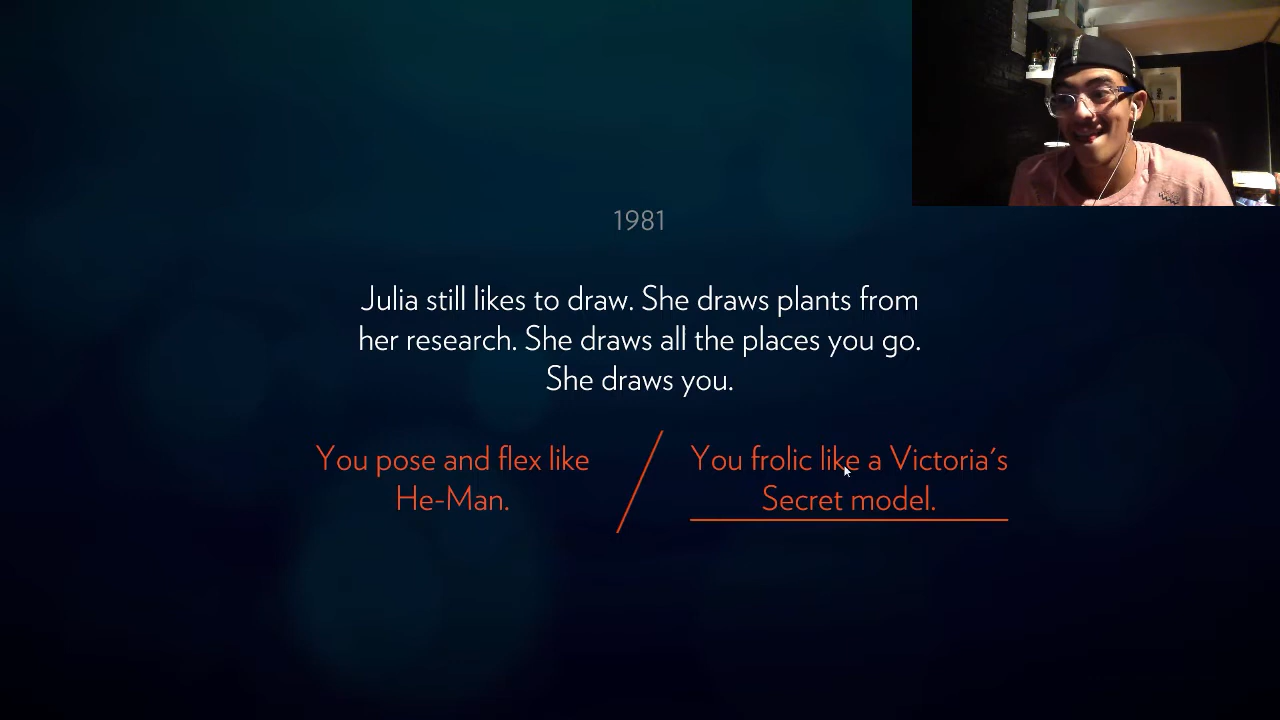 1981
Julia still likes to draw. She draws plants from
her research. She draws all the places you go.
She draws you.
You pose and flex like
He-Man.
You frolic like a Victoria's
Secret model.